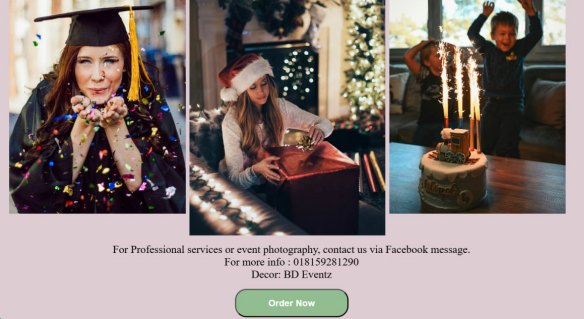 For Professional services or event photography, contact us via Facebook message.
For more info : 018159281290
Decor: BD Eventz
Order Now